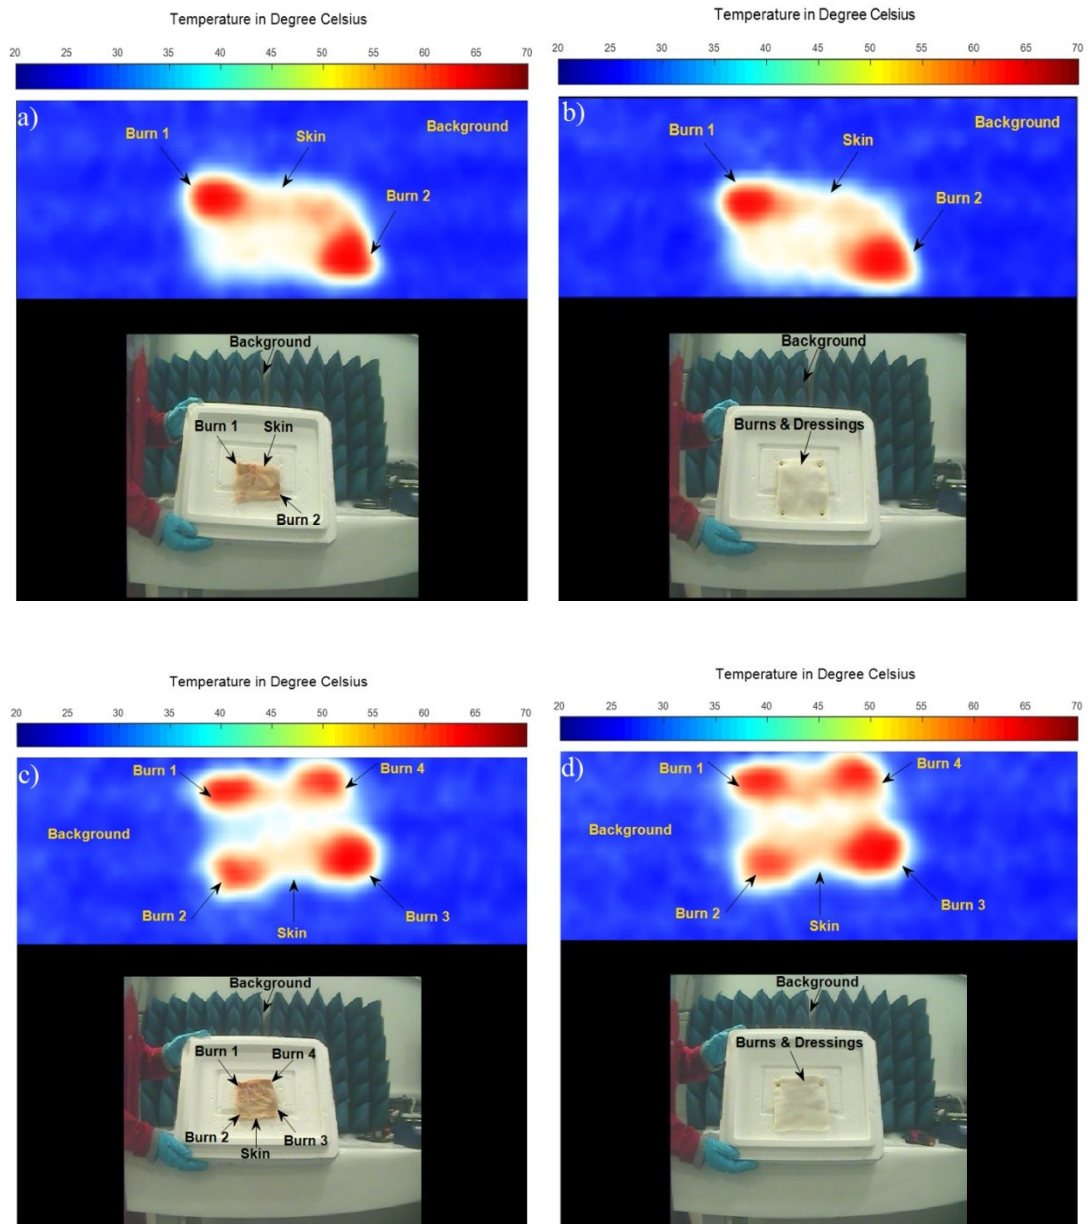 Temperature in Degree Celsius
20 25 30 35 40 45 50 55 60 65 70
a)
Burn 1
Skin
Background
Burn 2
Background
Burn 1
Skin
Burn 2
Temperature in Degree Celsius
20 25 30 35 40 45 50 55 60 65 70
b)
Burn 1
Skin
Background
Burn 2
Background
Burns & Dressings
Temperature in Degree Celsius
20 25 30 35 40 45 50 55 60 65 70
c)
Burn 1
Burn 4
Background
Burn 2
Skin
Burn 3
Background
Burn 1
Burn 4
Burn 2
Skin
Burn 3
Temperature in Degree Celsius
20 25 30 35 40 45 50 55 60 65 70
d)
Burn 1
Burn 4
Background
Burn 2
Skin
Burn 3
Background
Burns & Dressings